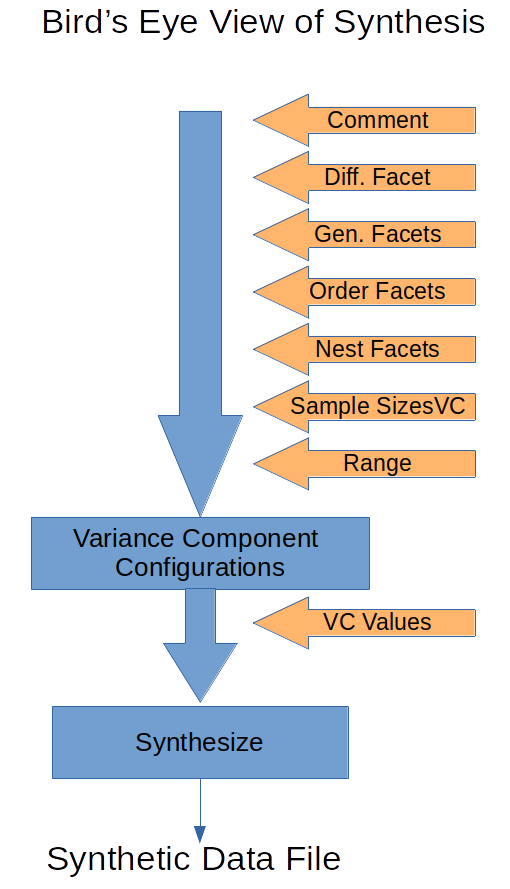 Bird’s Eye View of Synthesis
Comment
Diff. Facet
Gen. Facets
Order Facets
Nest Facets
Sample SizesVC
Range
Variance Component
Configurations
VC Values
Synthesize
Synthetic Data File